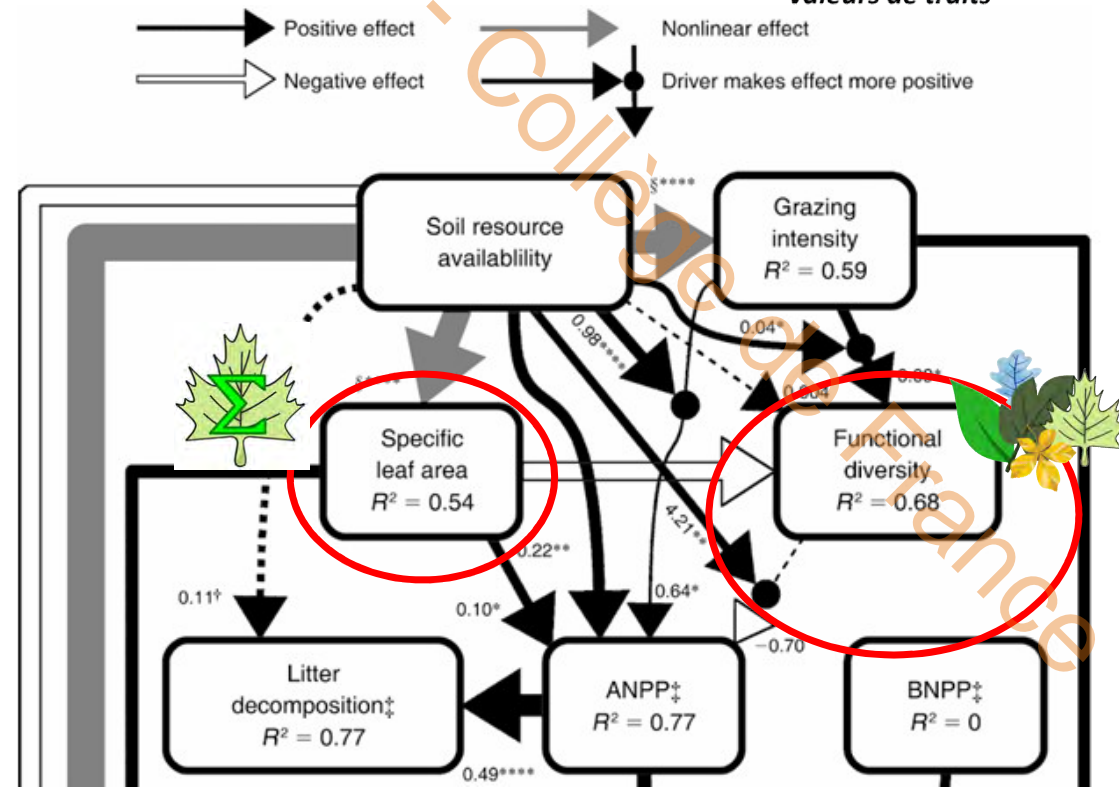 valeurs de traits
Positive effect
Nonlinear effect
Negative effect
Driver makes effect more positive
- Collège de France
§****
Soil resource
availablility
Grazing
intensity
R² = 0.59
0.98****
0.04*
Specific
leaf area
R² = 0.54
Σ
Functional
diversity
R² = 0.68
4.21**
0.22**
0.11†
0.10*
0.64*
−0.70
Litter
decomposition‡
R² = 0.77
ANPP‡
R² = 0.77
BNPP‡
R² = 0
0.49****